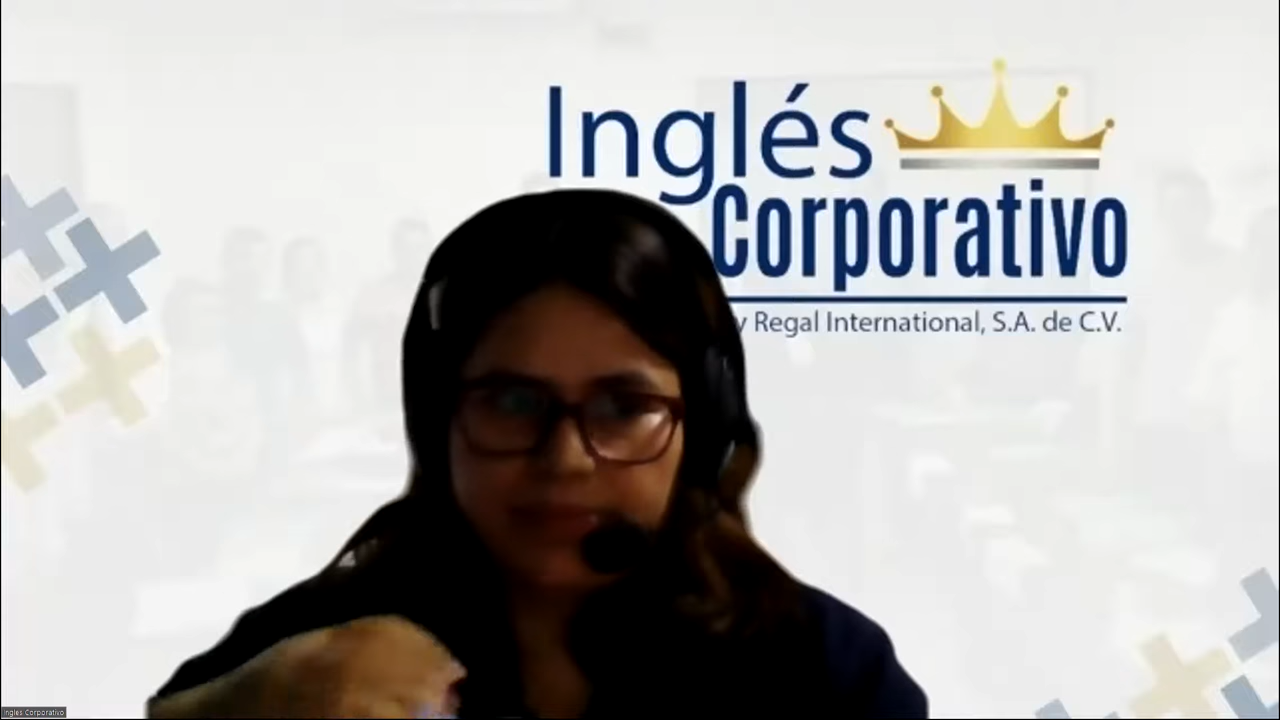 Inglés
Corporativo
y Regal International, S.A. de C.V.
Ingles Corporativo